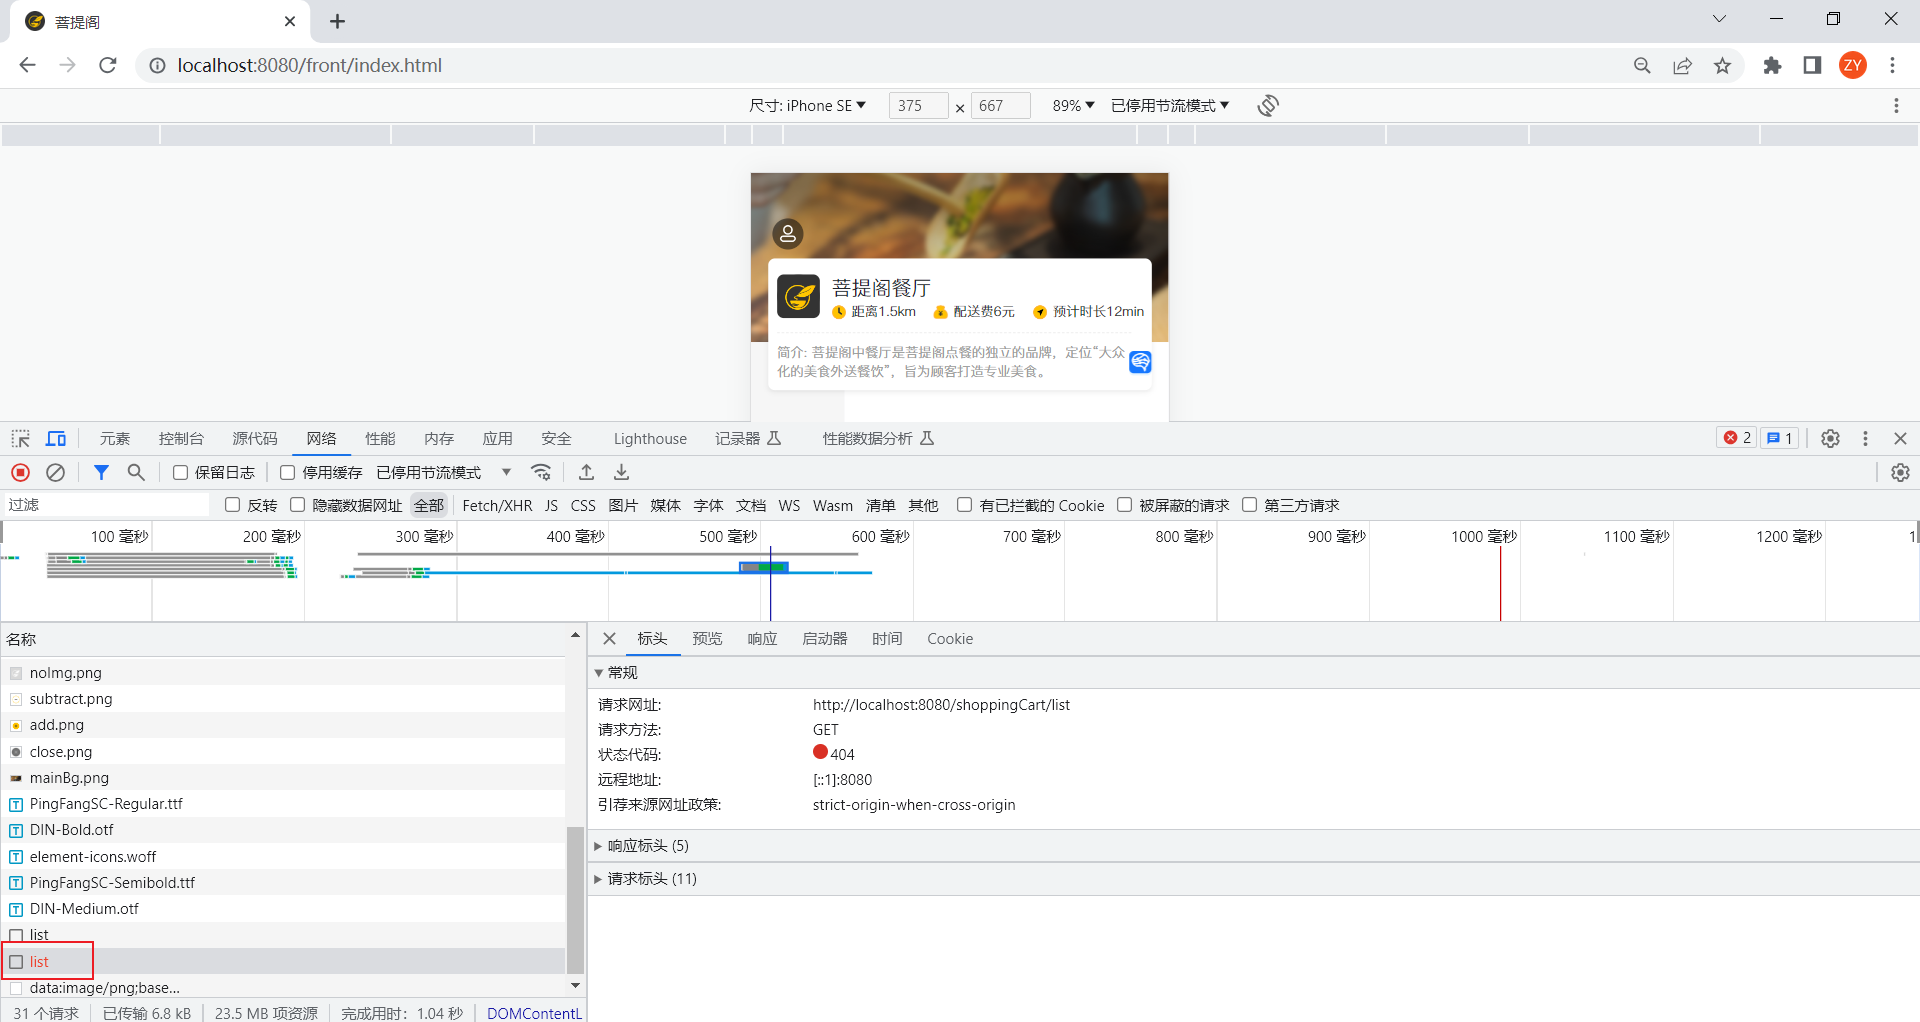 菩提阁
localhost:8080/front/index.html
ZY
尺寸: iPhone SE 375 × 667 89% 已停用节流模式
菩提阁餐厅
距离1.5km 配送费6元 预计时长12min
简介: 菩提阁中餐厅是菩提阁点餐的独立的品牌，定位“大众
化的美食外送餐饮”，旨为顾客打造专业美食。
元素 控制台 源代码 网络 性能 内存 应用 安全 Lighthouse 记录器 性能数据分析 2 1
保留日志 停用缓存 已停用节流模式
过滤 反转 隐藏数据网址 全部 Fetch/XHR JS CSS 图片 媒体 字体 文档 WS Wasm 清单 其他 有已拦截的 Cookie 被屏蔽的请求 第三方请求
100 毫秒 200 毫秒 300 毫秒 400 毫秒 500 毫秒 600 毫秒 700 毫秒 800 毫秒 900 毫秒 1000 毫秒 1100 毫秒 1200 毫秒 1
名称
noImg.png
subtract.png
add.png
close.png
mainBg.png
PingFangSC-Regular.ttf
DIN-Bold.otf
element-icons.woff
PingFangSC-Semibold.ttf
DIN-Medium.otf
list
list
data:image/png;base...
31 个请求 已传输 6.8 kB 23.5 MB 项资源 完成用时：1.04 秒 DOMContentL
标头 预览 响应 启动器 时间 Cookie
常规
请求网址: http://localhost:8080/shoppingCart/list
请求方法: GET
状态代码: 404
远程地址: [::1]:8080
引荐来源网址政策: strict-origin-when-cross-origin
响应标头 (5)
请求标头 (11)